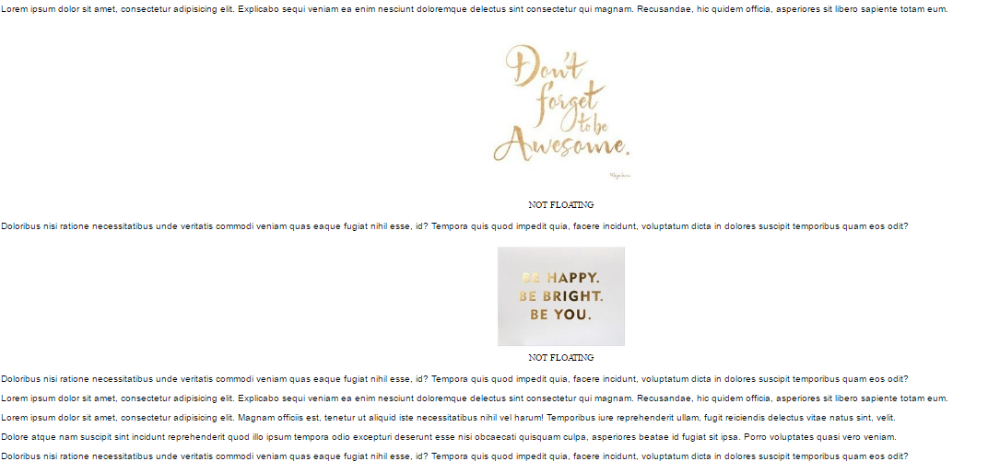 Lorem ipsum dolor sit amet, consectetur adipisicing elit. Explicabo sequi veniam ea enim nesciunt doloremque delectus sint consectetur qui magnam. Recusandae, hic quidem officia, asperiores sit libero sapiente totam eum.
Don't
forget
to be
Awesome.
NOT FLOATING
Doloribus nisi ratione necessitatibus unde veritatis commodi veniam quas eaque fugiat nihil esse, id? Tempora quis quod impedit quia, facere incidunt, voluptatum dicta in dolores suscipit temporibus quam eos odit?
BE HAPPY.
BE BRIGHT.
BE YOU.
NOT FLOATING
Doloribus nisi ratione necessitatibus unde veritatis commodi veniam quas eaque fugiat nihil esse, id? Tempora quis quod impedit quia, facere incidunt, voluptatum dicta in dolores suscipit temporibus quam eos odit?
Lorem ipsum dolor sit amet, consectetur adipisicing elit. Explicabo sequi veniam ea enim nesciunt doloremque delectus sint consectetur qui magnam. Recusandae, hic quidem officia, asperiores sit libero sapiente totam eum.
Lorem ipsum dolor sit amet, consectetur adipisicing elit. Magnam officiis est, tenetur ut aliquid iste necessitatibus nihil vel harum! Temporibus iure reprehenderit ullam, fugit reiciendis delectus vitae natus sint, velit.
Dolore atque nam suscipit sint incidunt reprehenderit quod illo ipsum tempora odio excepturi deserunt esse nisi obcaecati quisquam culpa, asperiores beatae id fugiat sit ipsa. Porro voluptates quasi vero veniam.
Doloribus nisi ratione necessitatibus unde veritatis commodi veniam quas eaque fugiat nihil esse, id? Tempora quis quod impedit quia, facere incidunt, voluptatum dicta in dolores suscipit temporibus quam eos odit?